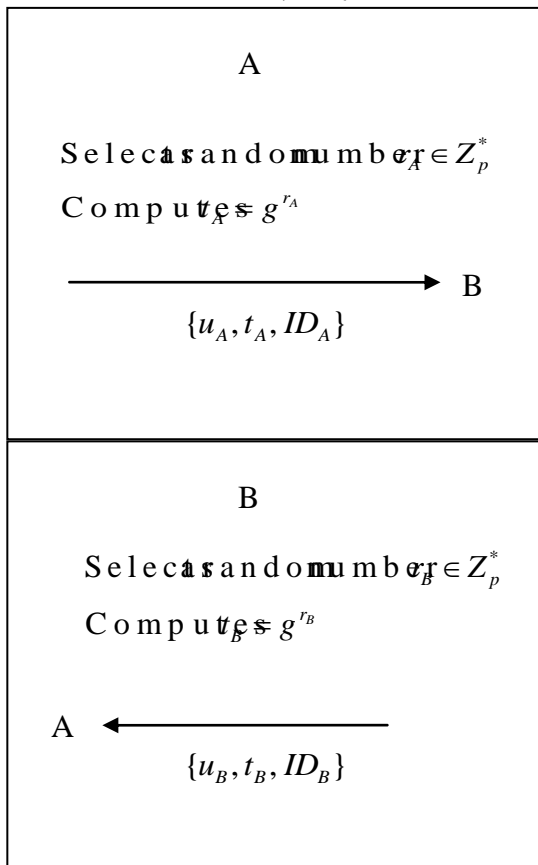 A
Selects a random number r_A ∈ Z_p^*
Computes t_A = g^{r_A}
B
{u_A, t_A, ID_A}
B
Selects a random number r_B ∈ Z_p^*
Computes t_B = g^{r_B}
A
{u_B, t_B, ID_B}